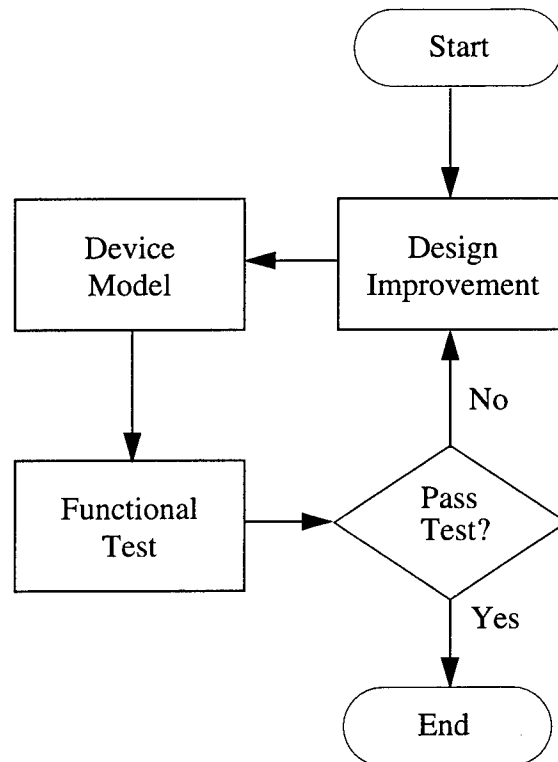 Start
Design
Improvement
Device
Model
Functional
Test
Pass
Test?
No
Yes
End